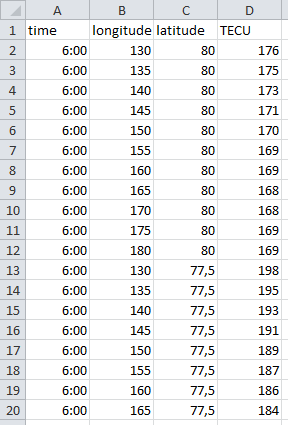 A B C D
1 time longitude latitude TECU
2 6:00 130 80 176
3 6:00 135 80 175
4 6:00 140 80 173
5 6:00 145 80 171
6 6:00 150 80 170
7 6:00 155 80 169
8 6:00 160 80 169
9 6:00 165 80 168
10 6:00 170 80 168
11 6:00 175 80 169
12 6:00 180 80 169
13 6:00 130 77,5 198
14 6:00 135 77,5 195
15 6:00 140 77,5 193
16 6:00 145 77,5 191
17 6:00 150 77,5 189
18 6:00 155 77,5 187
19 6:00 160 77,5 186
20 6:00 165 77,5 184